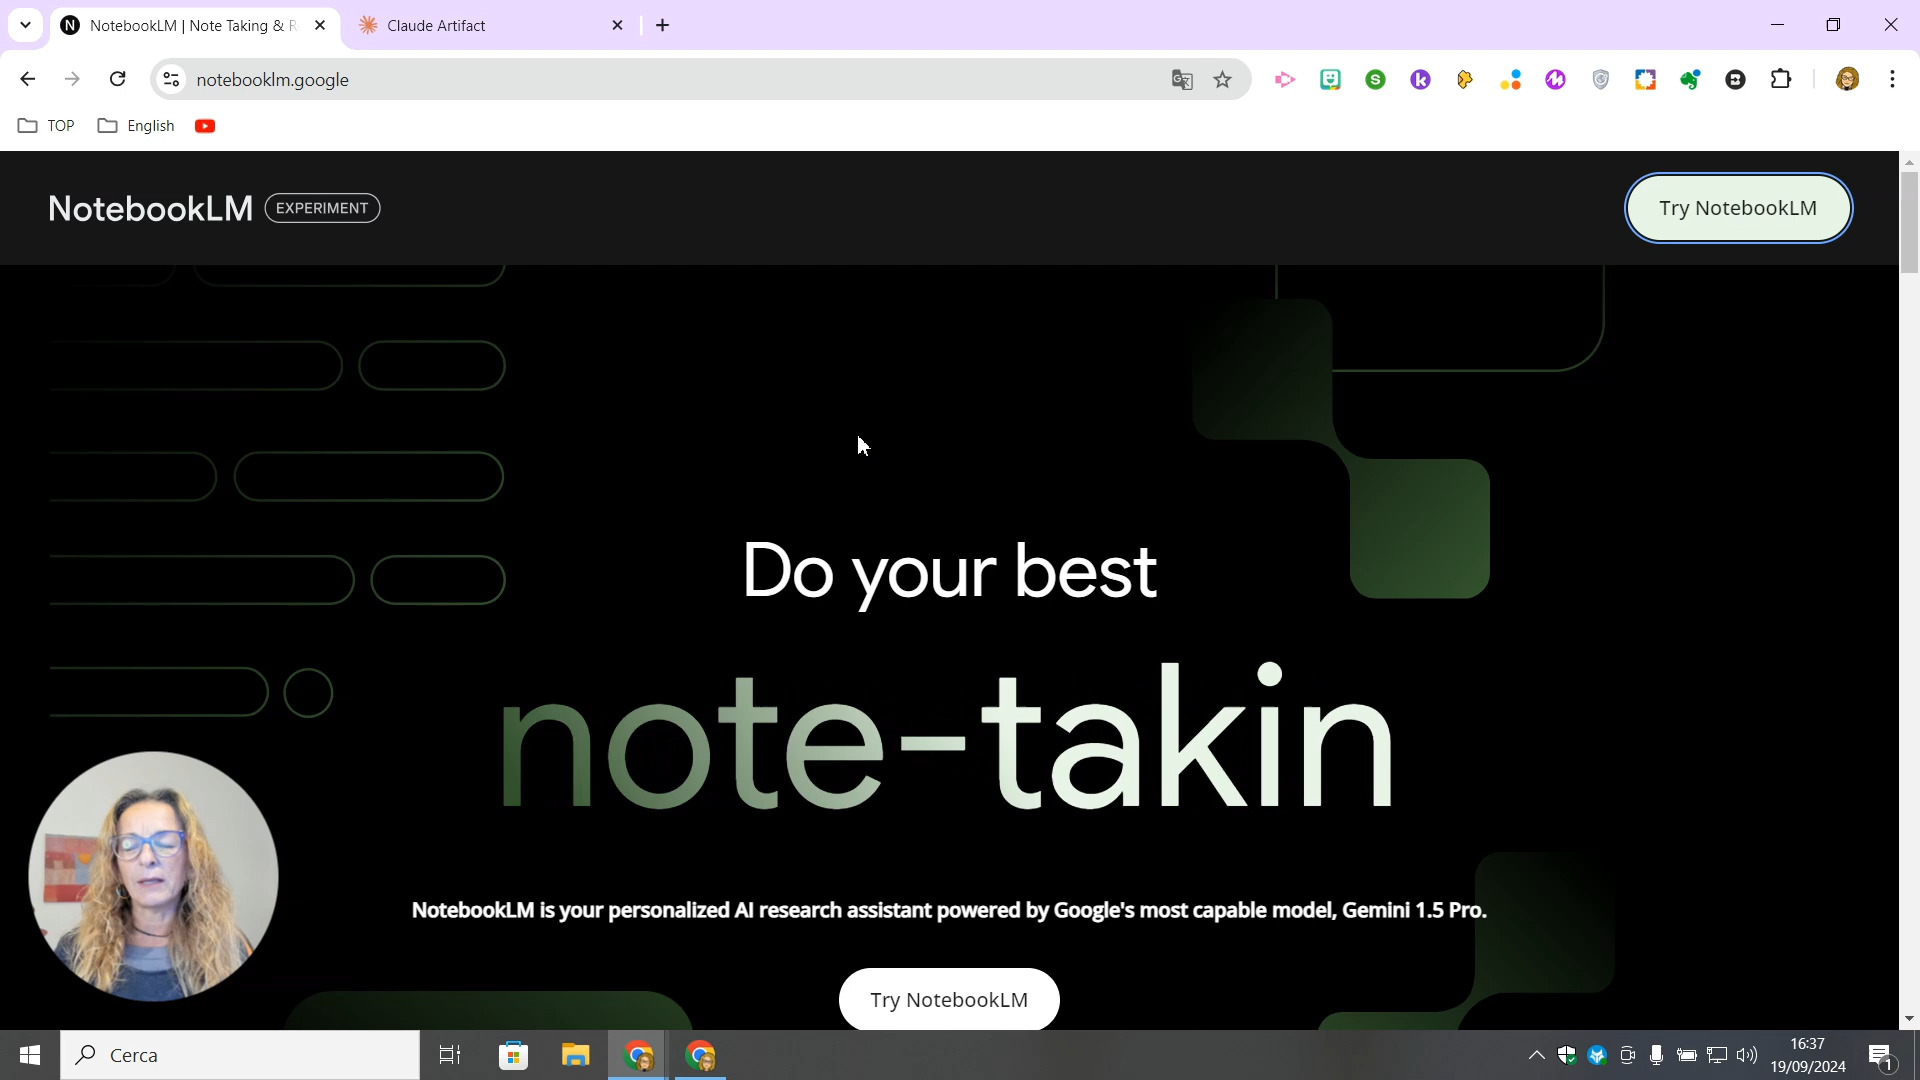 NotebookLM | Note Taking & R
Claude Artifact
notebooklm.google
TOP
English
NotebookLM
EXPERIMENT
Try NotebookLM
Do your best
note-takin
NotebookLM is your personalized AI research assistant powered by Google's most capable model, Gemini 1.5 Pro.
Try NotebookLM
Cerca
16:37
19/09/2024
1